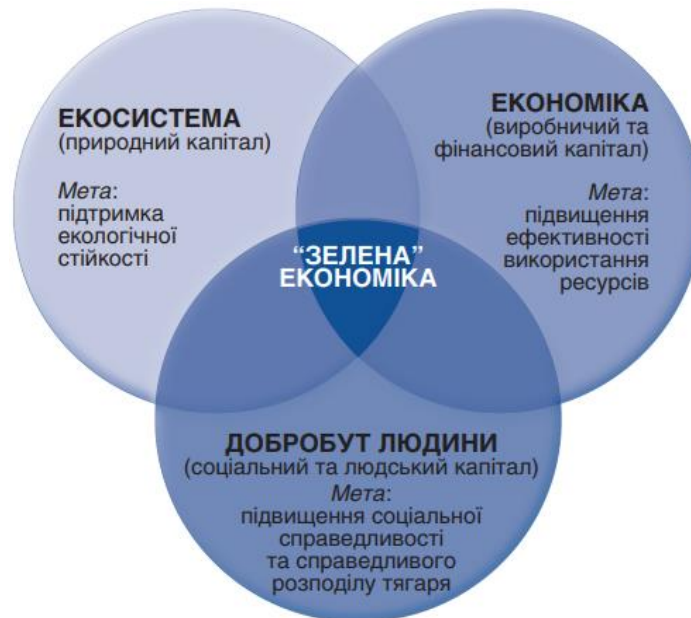 ЕКОСИСТЕМА
(природний капітал)
Мета:
підтримка
екологічної
стійкості
ЕКОНОМІКА
(виробничий та
фінансовий капітал)
Мета:
підвищення
ефективності
використання
ресурсів
“ЗЕЛЕНА”
ЕКОНОМІКА
ДОБРОБУТ ЛЮДИНИ
(соціальний та людський капітал)
Мета:
підвищення соціальної
справедливості
та справедливого
розподілу тягаря